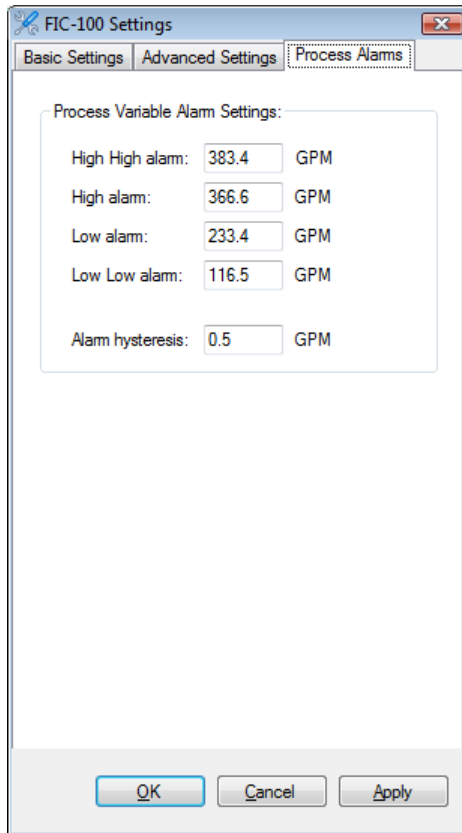 FIC-100 Settings
Basic Settings Advanced Settings Process Alarms
Process Variable Alarm Settings:
High High alarm: 383.4 GPM
High alarm: 366.6 GPM
Low alarm: 233.4 GPM
Low Low alarm: 116.5 GPM
Alarm hysteresis: 0.5 GPM
OK Cancel Apply